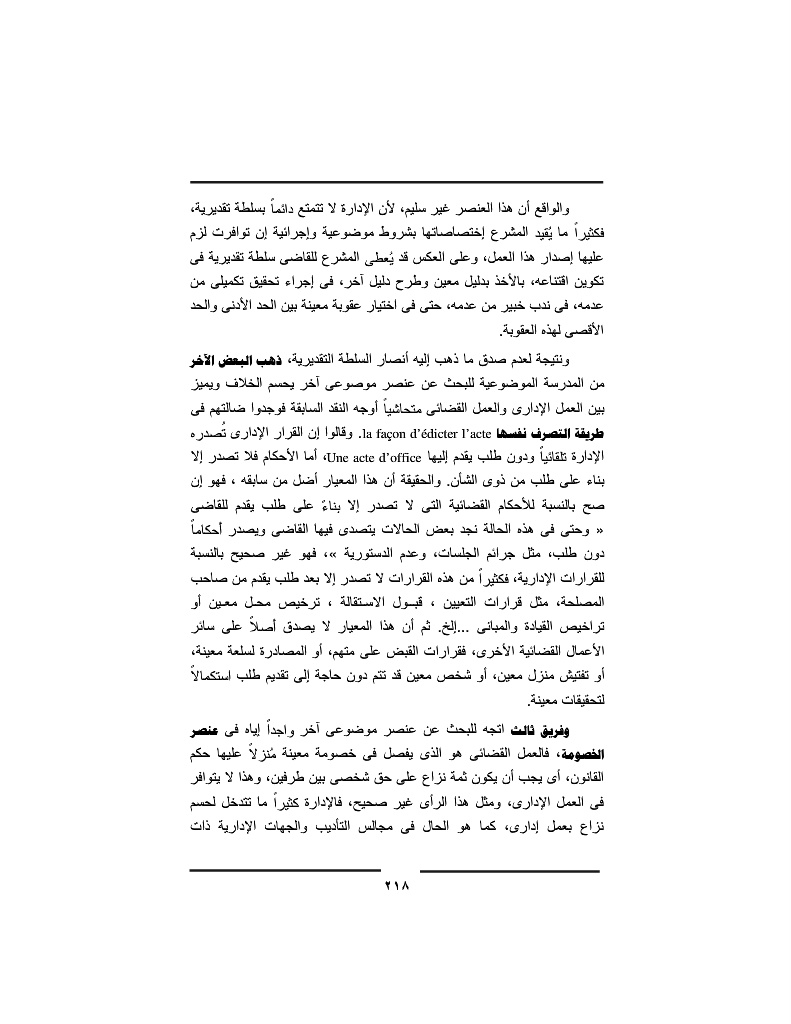 والواقع أن هذا العنصر غير سليم، لأن الإدارة لا تتمتع دائماً بسلطة تقديرية،
فكثيراً ما يُقيد المشرع إختصاصاتها بشروط موضوعية وإجرائية إن توافرت لزم
عليها إصدار هذا العمل، وعلى العكس قد يُعطى المشرع للقاضى سلطة تقديرية فى
تكوين اقتناعه، بالأخذ بدليل معين وطرح دليل آخر، فى إجراء تحقيق تكميلى من
عدمه، فى ندب خبير من عدمه، حتى فى اختيار عقوبة معينة بين الحد الأدنى والحد
الأقصى لهذه العقوبة.
ونتيجة لعدم صدق ما ذهب إليه أنصار السلطة التقديرية، ذهب البعض الآخر
من المدرسة الموضوعية للبحث عن عنصر موصوعى آخر يحسم الخلاف ويميز
بين العمل الإدارى والعمل القضائى متحاشياً أوجه النقد السابقة فوجدوا ضالتهم فى
طريقة التصرف نفسها la façon d’édicter l’acte. وقالوا إن القرار الإدارى تُصدره
الإدارة تلقائياً ودون طلب يقدم إليها Une acte d’office، أما الأحكام فلا تصدر إلا
بناء على طلب من ذوى الشأن. والحقيقة أن هذا المعيار أضل من سابقه ، فهو إن
صح بالنسبة للأحكام القضائية التى لا تصدر إلا بناءً على طلب يقدم للقاضى
« وحتى فى هذه الحالة نجد بعض الحالات يتصدى فيها القاضى ويصدر أحكاماً
دون طلب، مثل جرائم الجلسات، وعدم الدستورية »، فهو غير صحيح بالنسبة
للقرارات الإدارية، فكثيراً من هذه القرارات لا تصدر إلا بعد طلب يقدم من صاحب
المصلحة، مثل قرارات التعيين ، قبـول الاستقالة ، ترخيص محل معين أو
تراخيص القيادة والمبانى ...إلخ. ثم أن هذا المعيار لا يصدق أصلاً على سائر
الأعمال القضائية الأخرى، فقرارات القبض على متهم، أو المصادرة لسلعة معينة،
أو تفتيش منزل معين، أو شخص معين قد تتم دون حاجة إلى تقديم طلب استكمالاً
لتحقيقات معينة.
وفريق ثالث اتجه للبحث عن عنصر موضوعى آخر واجداً إياه فى عنصر
الخصومة، فالعمل القضائى هو الذى يفصل فى خصومة معينة مُنزلاً عليها حكم
القانون، أى يجب أن يكون ثمة نزاع على حق شخصى بين طرفين، وهذا لا يتوافر
فى العمل الإدارى، ومثل هذا الرأى غير صحيح، فالإدارة كثيراً ما تتدخل لحسم
نزاع بعمل إدارى، كما هو الحال فى مجالس التأديب والجهات الإدارية ذات
٢١٨